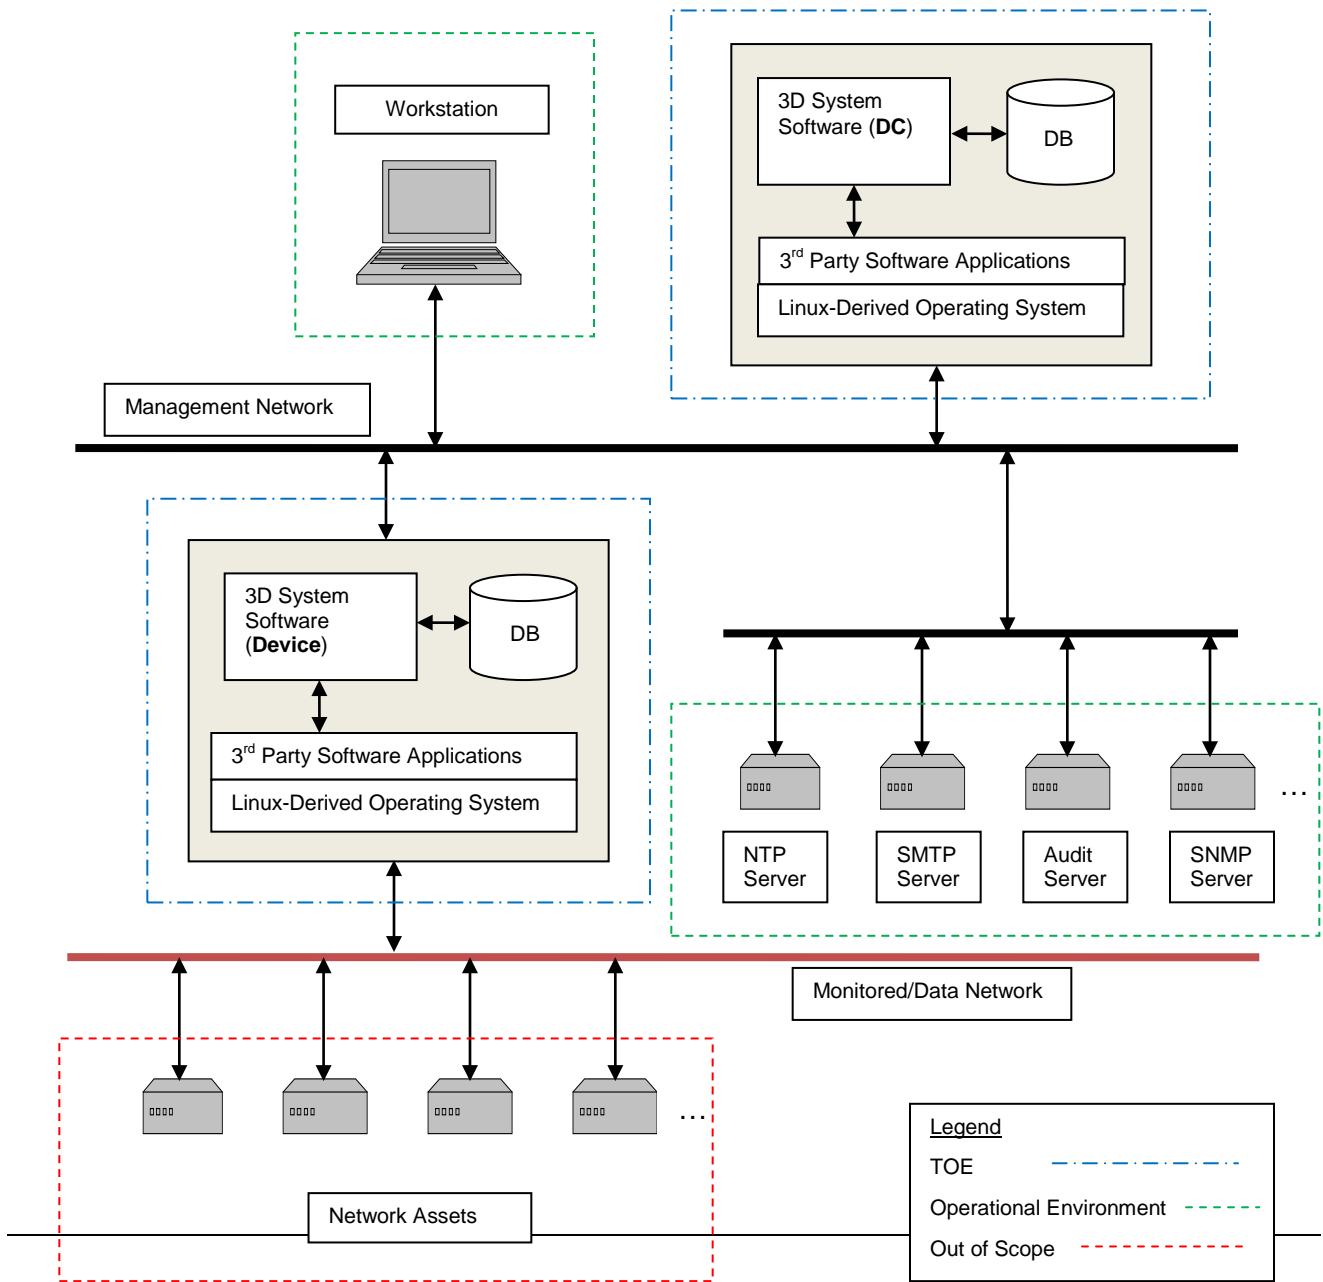 Workstation
3D System
Software (DC)
DB
3rd Party Software Applications
Linux-Derived Operating System
Management Network
3D System
Software
(Device)
DB
3rd Party Software Applications
Linux-Derived Operating System
NTP
Server
SMTP
Server
Audit
Server
SNMP
Server
...
Monitored/Data Network
...
Network Assets
Legend
TOE
Operational Environment
Out of Scope